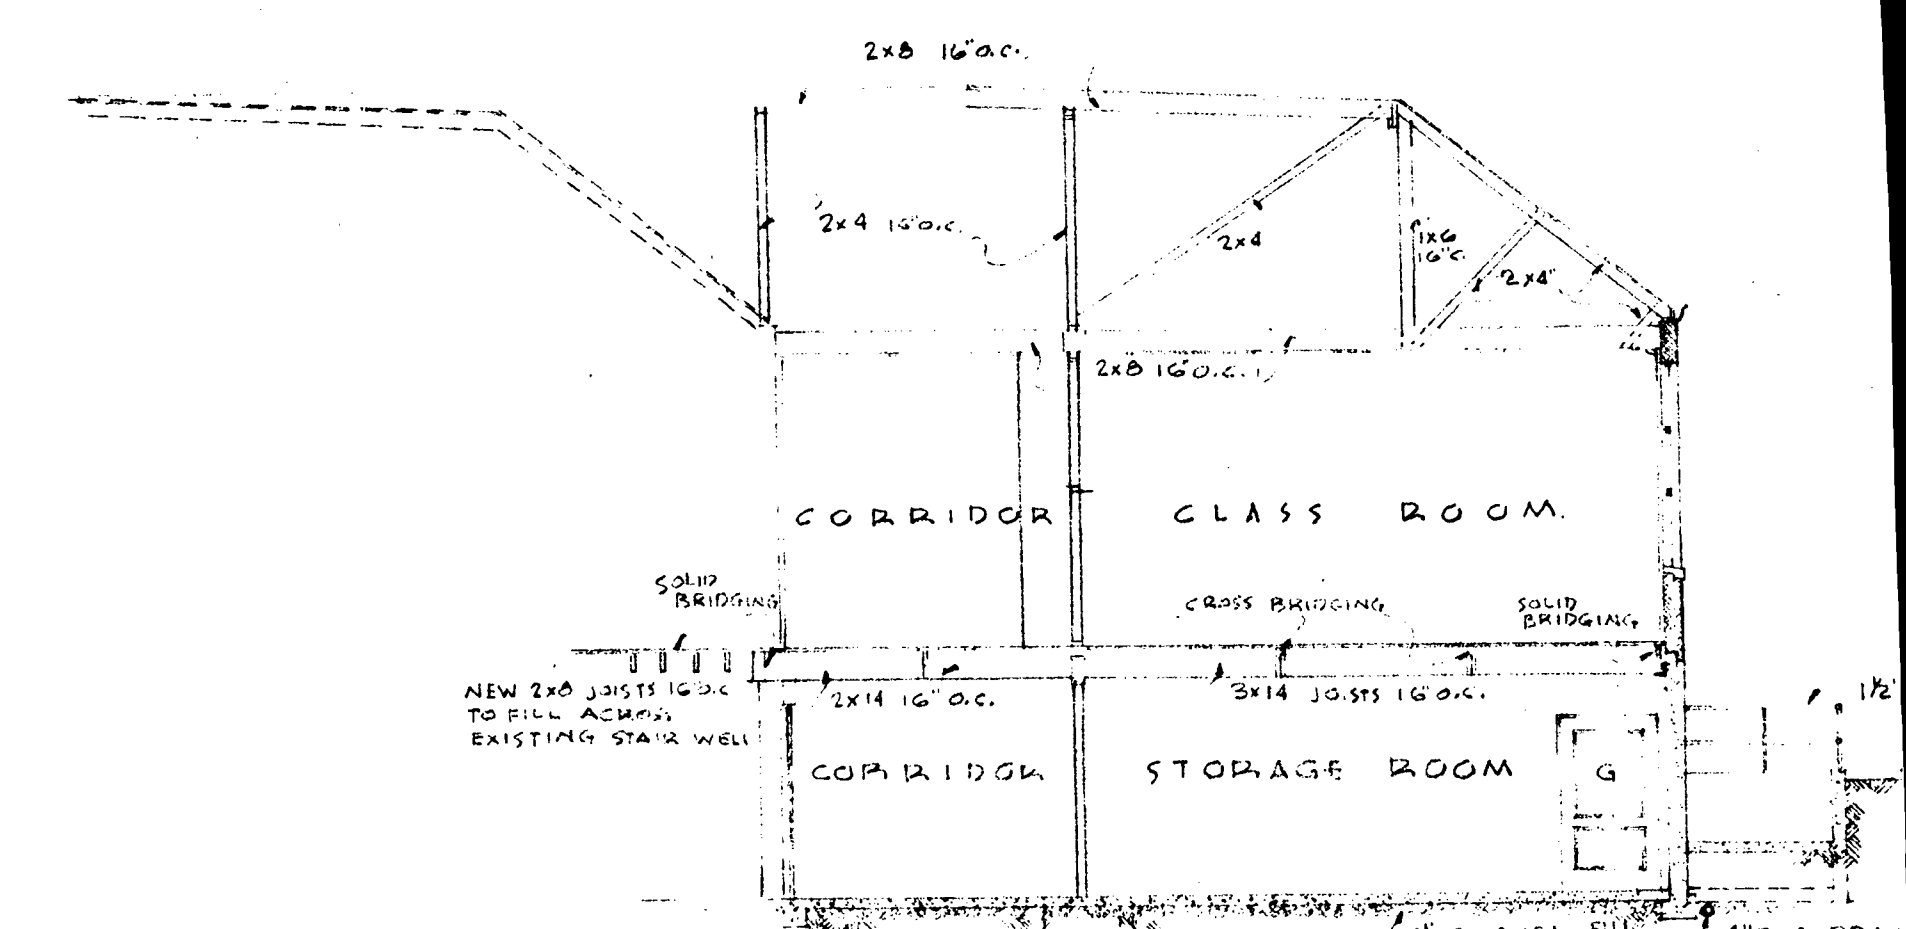 2x8 16" O.C.
2x4 16" O.C.
2x4
1x6
16" C.
2x4"
2x8 16" O.C.
CORRIDOR
CLASS ROOM.
SOLID
BRIDGING
CROSS BRIDGING
SOLID
BRIDGING
NEW 2x8 JOISTS 16" O.C
TO FILL ACROSS
EXISTING STAIR WELL
2x14 16" O.C.
3x14 JOISTS 16" O.C.
1½"
CORRIDOR
STORAGE ROOM
G
FILL